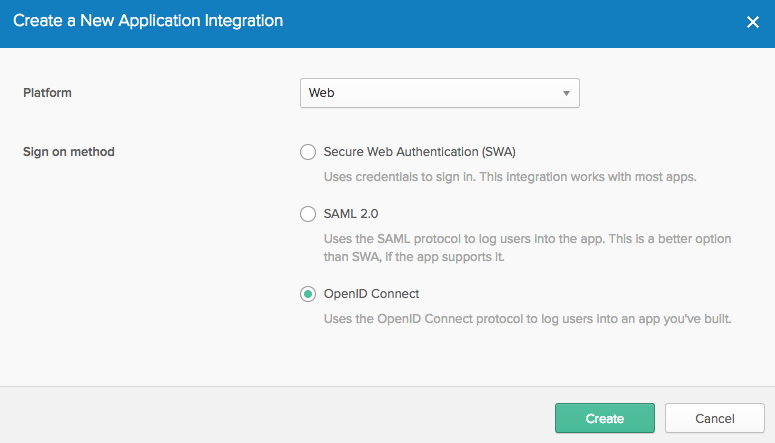 Create a New Application Integration
Platform
Web
Sign on method
Secure Web Authentication (SWA)
Uses credentials to sign in. This integration works with most apps.
SAML 2.0
Uses the SAML protocol to log users into the app. This is a better option
than SWA, if the app supports it.
OpenID Connect
Uses the OpenID Connect protocol to log users into an app you've built.
Create
Cancel